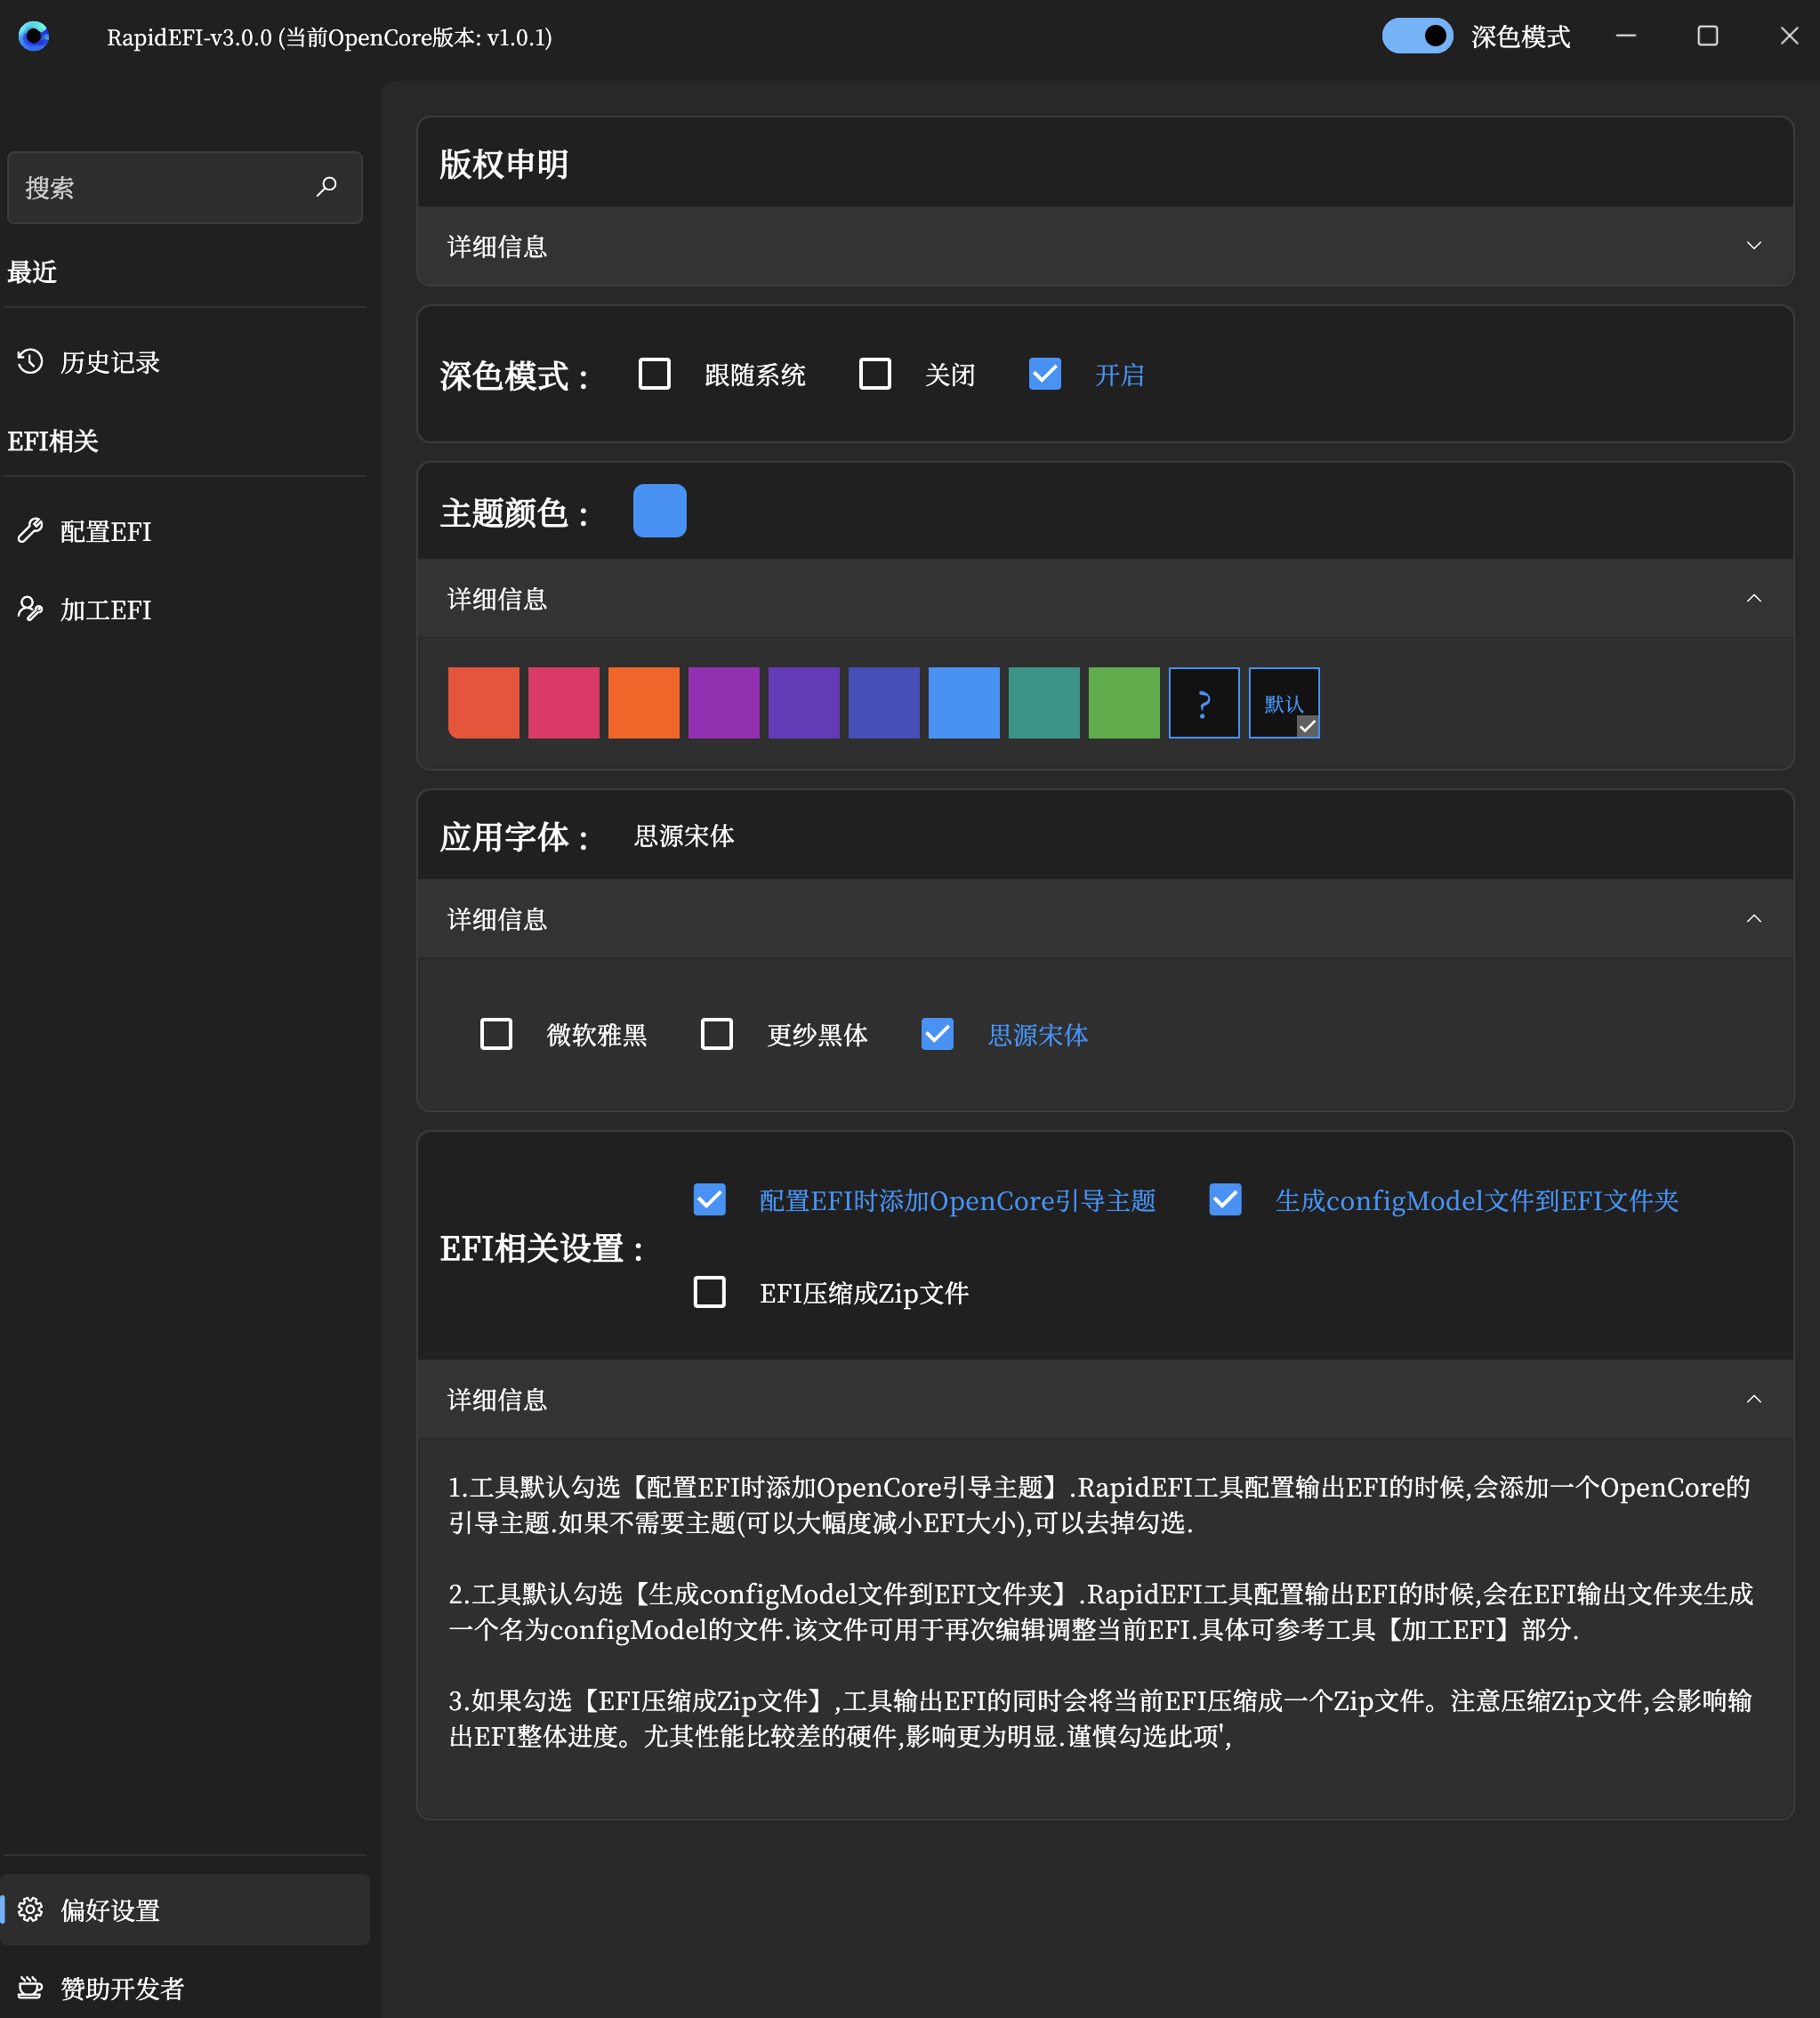 RapidEFI-v3.0.0 (当前OpenCore版本: v1.0.1)
深色模式
搜索
最近
历史记录
EFI相关
配置EFI
加工EFI
偏好设置
赞助开发者
版权申明
详细信息
深色模式：
跟随系统
关闭
开启
主题颜色：
详细信息
?
默认
应用字体：
思源宋体
详细信息
微软雅黑
更纱黑体
思源宋体
EFI相关设置：
配置EFI时添加OpenCore引导主题
生成configModel文件到EFI文件夹
EFI压缩成Zip文件
详细信息
1.工具默认勾选【配置EFI时添加OpenCore引导主题】.RapidEFI工具配置输出EFI的时候,会添加一个OpenCore的
引导主题.如果不需要主题(可以大幅度减小EFI大小),可以去掉勾选.
2.工具默认勾选【生成configModel文件到EFI文件夹】.RapidEFI工具配置输出EFI的时候,会在EFI输出文件夹生成
一个名为configModel的文件.该文件可用于再次编辑调整当前EFI.具体可参考工具【加工EFI】部分.
3.如果勾选【EFI压缩成Zip文件】,工具输出EFI的同时会将当前EFI压缩成一个Zip文件。注意压缩Zip文件,会影响输
出EFI整体进度。尤其性能比较差的硬件,影响更为明显.谨慎勾选此项',